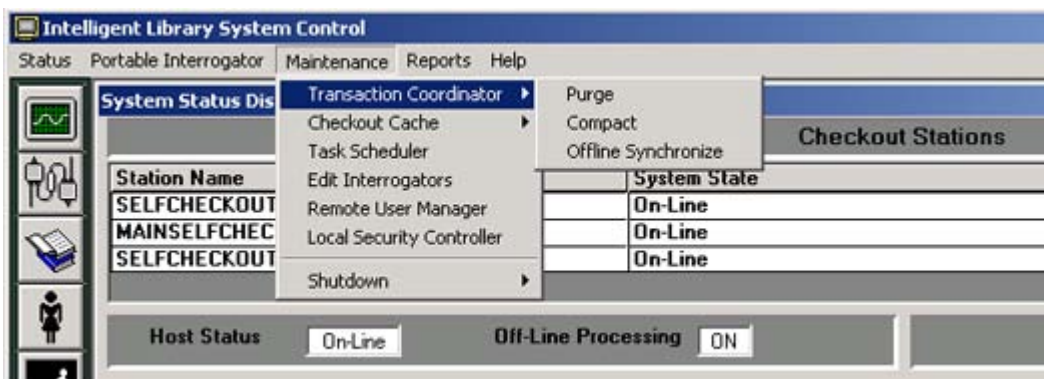 Intelligent Library System Control
Status Portable Interrogator Maintenance Reports Help
System Status Dis
Transaction Coordinator
Checkout Cache
Task Scheduler
Edit Interrogators
Remote User Manager
Local Security Controller
Shutdown
Purge
Compact
Offline Synchronize
Checkout Stations
Station Name System State
SELFCHECKOUT On-Line
MAINSELFCHEC On-Line
SELFCHECKOUT On-Line
Host Status On-Line Off-Line Processing ON